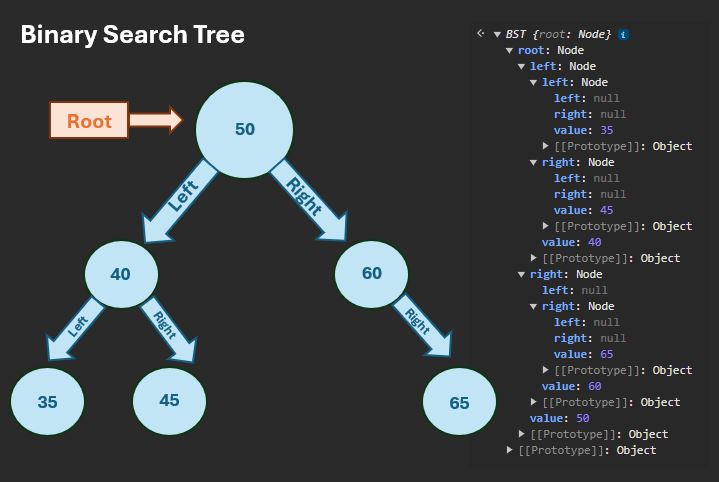 Binary Search Tree
Root
50
Left
Right
40
60
Left
Right
Right
35
45
65
BST {root: Node} i
root: Node
left: Node
left: Node
left: null
right: null
value: 35
[[Prototype]]: Object
right: Node
left: null
right: null
value: 45
[[Prototype]]: Object
value: 40
[[Prototype]]: Object
right: Node
left: null
right: Node
left: null
right: null
value: 65
[[Prototype]]: Object
value: 60
[[Prototype]]: Object
value: 50
[[Prototype]]: Object
[[Prototype]]: Object